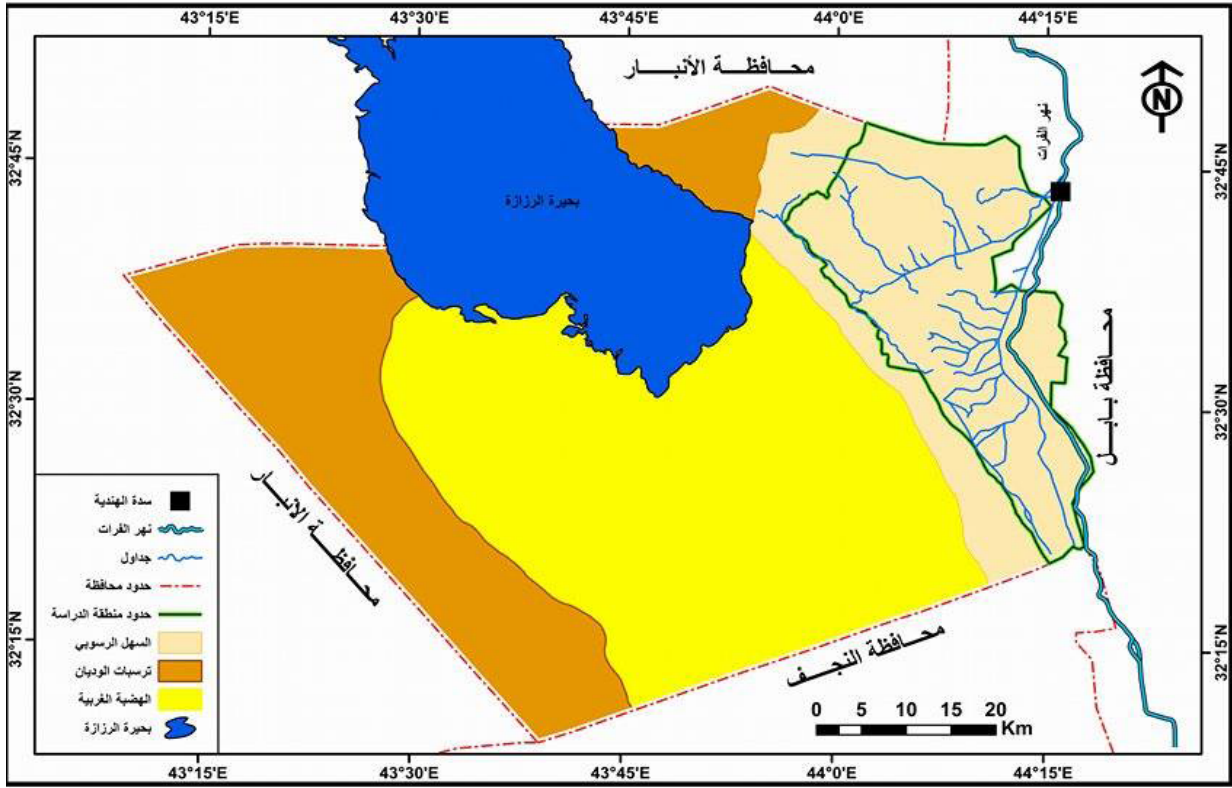 43°15'E 43°30'E 43°45'E 44°0'E 44°15'E
محافظة الأنبار
N
نهر الفرات
32°45'N 32°45'N
بحيرة الرزازة
محافظة بابل
32°30'N 32°30'N
محافظة الانبار
محافظة النجف
32°15'N 32°15'N
سدة الهندية
نهر الفرات
جداول
حدود محافظة
حدود منطقة الدراسة
السهل الرسوبي
ترسبات الوديان
الهضبة الغربية
بحيرة الرزازة
0 5 10 15 20
Km
43°15'E 43°30'E 43°45'E 44°0'E 44°15'E